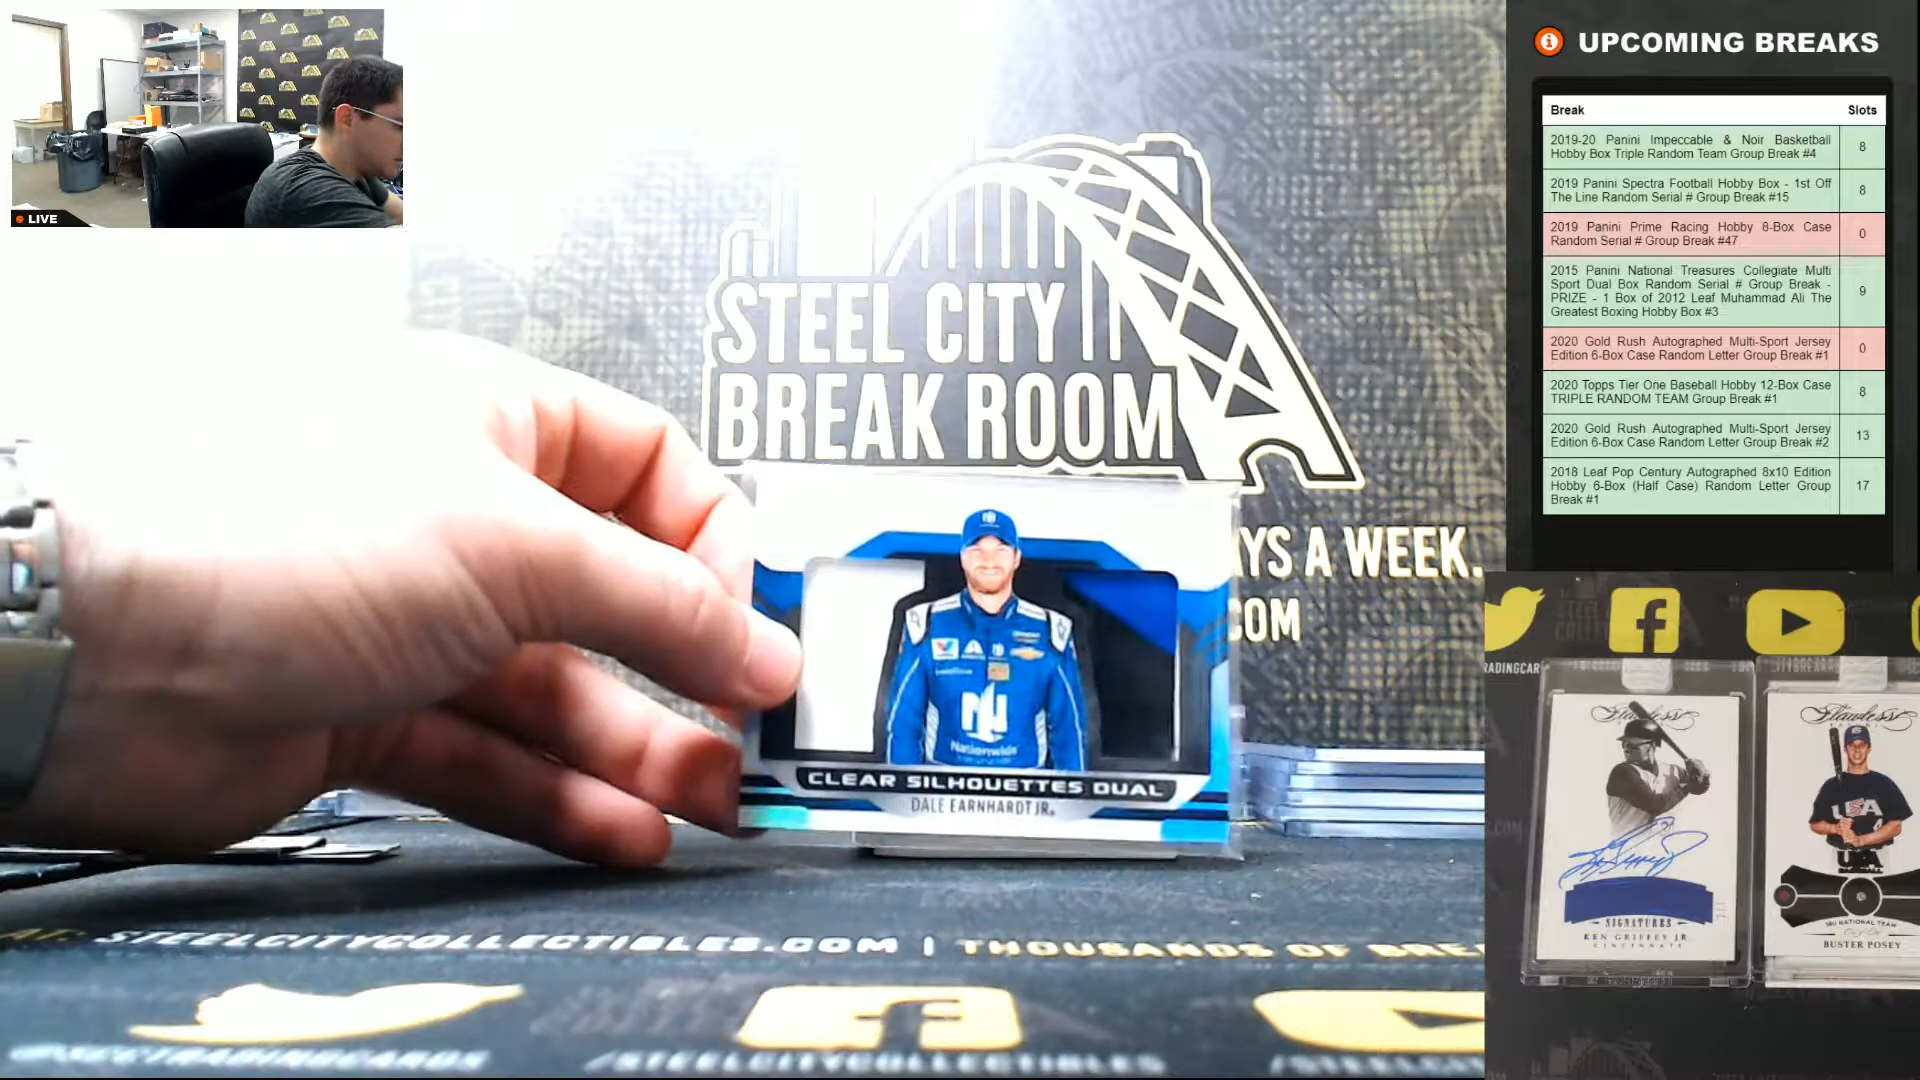 LIVE
STEEL CITY
BREAK ROOM
AYS A WEEK.
.COM
Nationwide
CLEAR SILHOUETTES DUAL
DALE EARNHARDT JR.
STEELCITYCOLLECTIBLES.COM | THOUSANDS OF BRE
@SCCTRADINGCARDS
/STEELCITYCOLLECTIBLES
UPCOMING BREAKS
Break Slots
2019-20 Panini Impeccable & Noir Basketball
Hobby Box Triple Random Team Group Break #4
8
2019 Panini Spectra Football Hobby Box - 1st Off
The Line Random Serial # Group Break #15
8
2019 Panini Prime Racing Hobby 8-Box Case
Random Serial # Group Break #47
0
2015 Panini National Treasures Collegiate Multi
Sport Dual Box Random Serial # Group Break -
PRIZE - 1 Box of 2012 Leaf Muhammad Ali The
Greatest Boxing Hobby Box #3
9
2020 Gold Rush Autographed Multi-Sport Jersey
Edition 6-Box Case Random Letter Group Break #1
0
2020 Topps Tier One Baseball Hobby 12-Box Case
TRIPLE RANDOM TEAM Group Break #1
8
2020 Gold Rush Autographed Multi-Sport Jersey
Edition 6-Box Case Random Letter Group Break #2
13
2018 Leaf Pop Century Autographed 8x10 Edition
Hobby 6-Box (Half Case) Random Letter Group
Break #1
17
RADINGCAR
Flawless
SIGNATURES
KEN GRIFFEY JR.
CINCINNATI
Flawless
USA
USA
NATIONAL TEAM
BUSTER POSEY